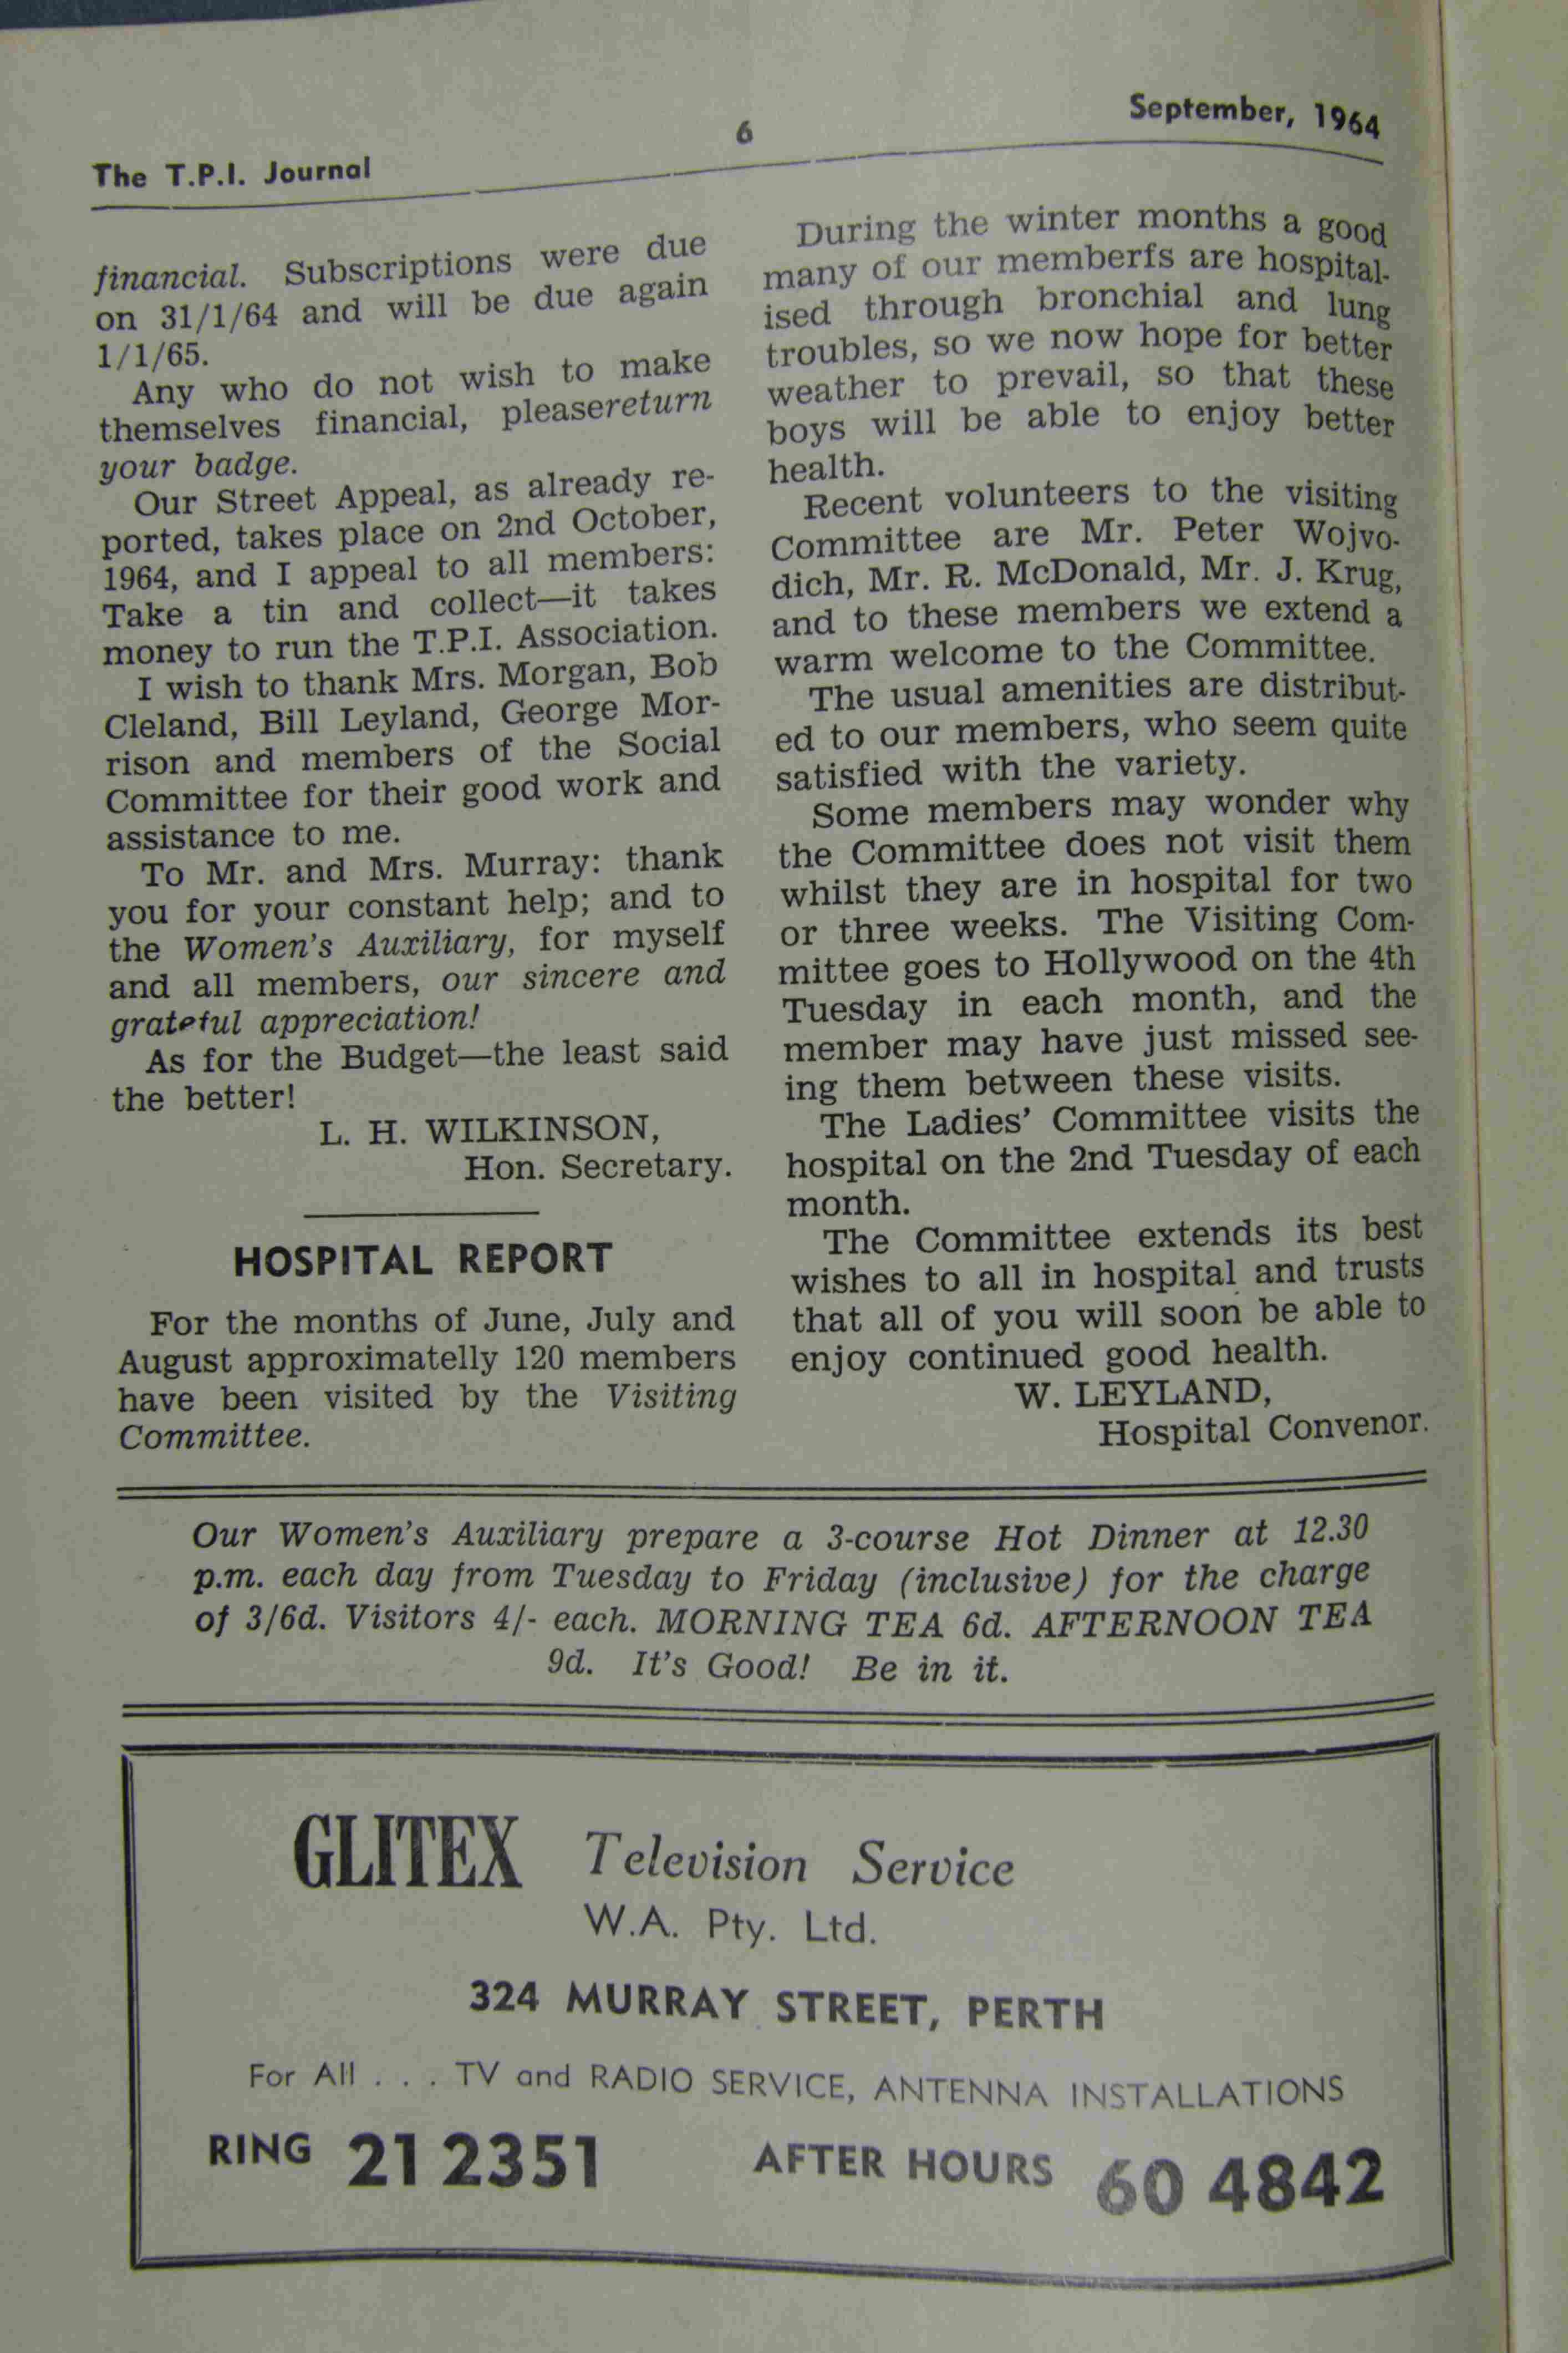 The T.P.I. Journal
6
September, 1964
financial. Subscriptions were due
on 31/1/64 and will be due again
1/1/65.
Any who do not wish to make
themselves financial, pleasereturn
your badge.
Our Street Appeal, as already re-
ported, takes place on 2nd October,
1964, and I appeal to all members:
Take a tin and collect—it takes
money to run the T.P.I. Association.
I wish to thank Mrs. Morgan, Bob
Cleland, Bill Leyland, George Mor-
rison and members of the Social
Committee for their good work and
assistance to me.
To Mr. and Mrs. Murray: thank
you for your constant help; and to
the Women's Auxiliary, for myself
and all members, our sincere and
grateful appreciation!
As for the Budget—the least said
the better!
L. H. WILKINSON,
Hon. Secretary.
HOSPITAL REPORT
For the months of June, July and
August approximatelly 120 members
have been visited by the Visiting
Committee.
During the winter months a good
many of our memberfs are hospital-
ised through bronchial and lung
troubles, so we now hope for better
weather to prevail, so that these
boys will be able to enjoy better
health.
Recent volunteers to the visiting
Committee are Mr. Peter Wojvo-
dich, Mr. R. McDonald, Mr. J. Krug,
and to these members we extend a
warm welcome to the Committee.
The usual amenities are distribut-
ed to our members, who seem quite
satisfied with the variety.
Some members may wonder why
the Committee does not visit them
whilst they are in hospital for two
or three weeks. The Visiting Com-
mittee goes to Hollywood on the 4th
Tuesday in each month, and the
member may have just missed see-
ing them between these visits.
The Ladies' Committee visits the
hospital on the 2nd Tuesday of each
month.
The Committee extends its best
wishes to all in hospital and trusts
that all of you will soon be able to
enjoy continued good health.
W. LEYLAND,
Hospital Convenor.
Our Women's Auxiliary prepare a 3-course Hot Dinner at 12.30
p.m. each day from Tuesday to Friday (inclusive) for the charge
of 3/6d. Visitors 4/- each. MORNING TEA 6d. AFTERNOON TEA
9d. It's Good! Be in it.
GLITEX Television Service
W.A. Pty. Ltd.
324 MURRAY STREET, PERTH
For All . . . TV and RADIO SERVICE, ANTENNA INSTALLATIONS
RING 21 2351 AFTER HOURS 60 4842